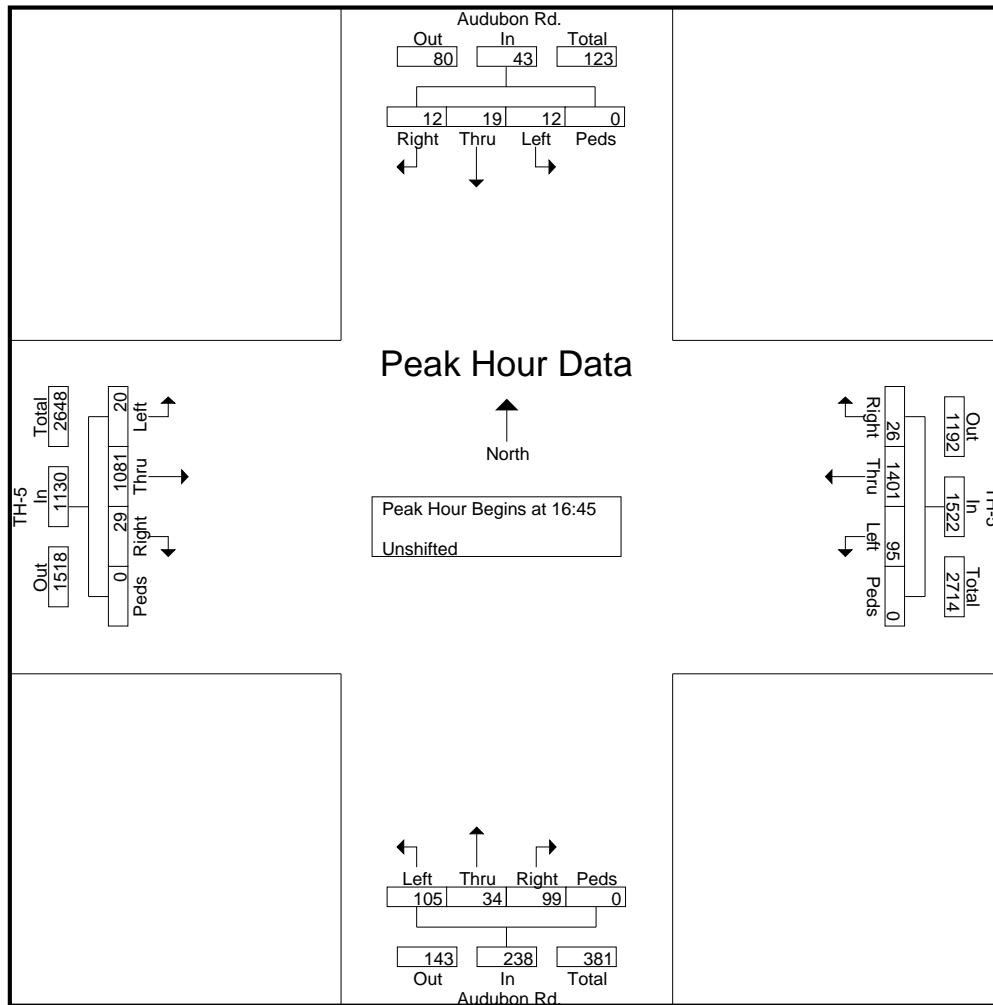 Audubon Rd.
Out In Total
80 43 123
12 19 12 0
Right Thru Left Peds
Peak Hour Data
North
Peak Hour Begins at 16:45
Unshifted
TH-5
Out In Total
1518 1130 2648
20 1081 29 0
Left Thru Right Peds
Right Thru Left Peds
26 1401 95 0
Out In Total
1192 1522 2714
TH-5
Left Thru Right Peds
105 34 99 0
143 238 381
Out In Total
Audubon Rd.